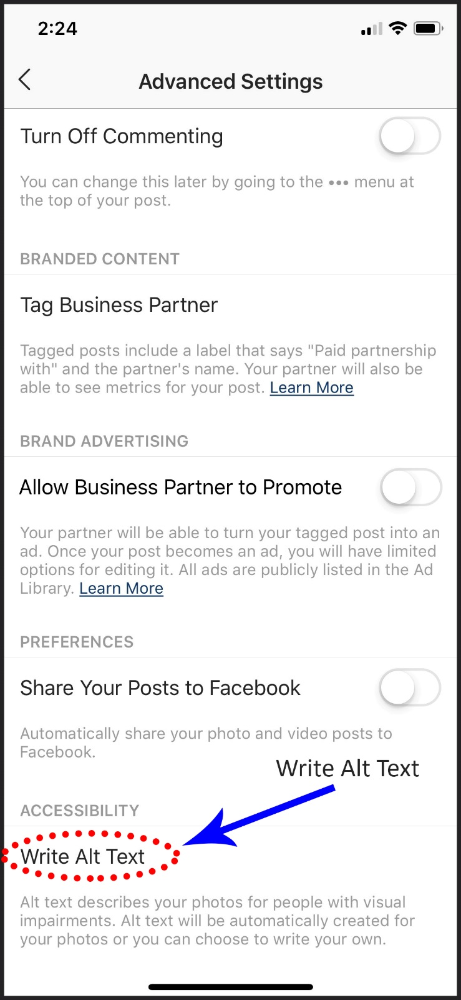 2:24
Advanced Settings
Turn Off Commenting
You can change this later by going to the ••• menu at
the top of your post.
BRANDED CONTENT
Tag Business Partner
Tagged posts include a label that says "Paid partnership
with" and the partner's name. Your partner will also be
able to see metrics for your post. Learn More
BRAND ADVERTISING
Allow Business Partner to Promote
Your partner will be able to turn your tagged post into an
ad. Once your post becomes an ad, you will have limited
options for editing it. All ads are publicly listed in the Ad
Library. Learn More
PREFERENCES
Share Your Posts to Facebook
Automatically share your photo and video posts to
Facebook.
Write Alt Text
ACCESSIBILITY
Write Alt Text
Alt text describes your photos for people with visual
impairments. Alt text will be automatically created for
your photos or you can choose to write your own.